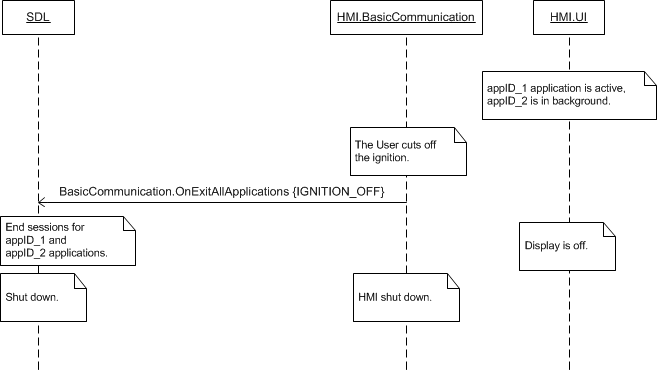 SDL
HMI.BasicCommunication
HMI.UI
appID_1 application is active,
appID_2 is in background.
The User cuts off
the ignition.
BasicCommunication.OnExitAllApplications {IGNITION_OFF}
End sessions for
appID_1 and
appID_2 applications.
Display is off.
Shut down.
HMI shut down.